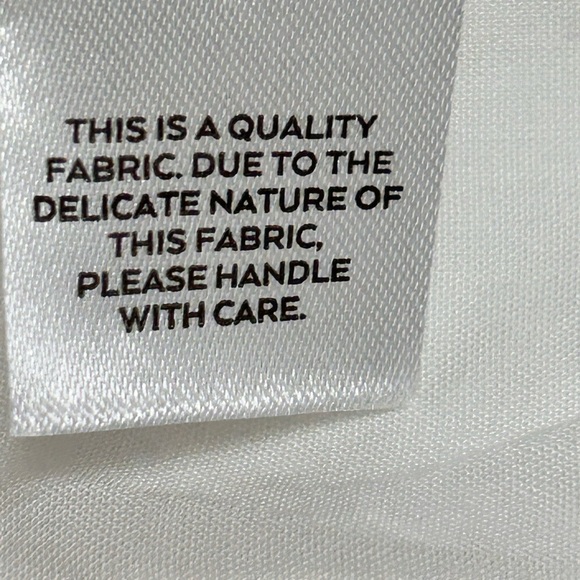 THIS IS A QUALITY
FABRIC. DUE TO THE
DELICATE NATURE OF
THIS FABRIC,
PLEASE HANDLE
WITH CARE.